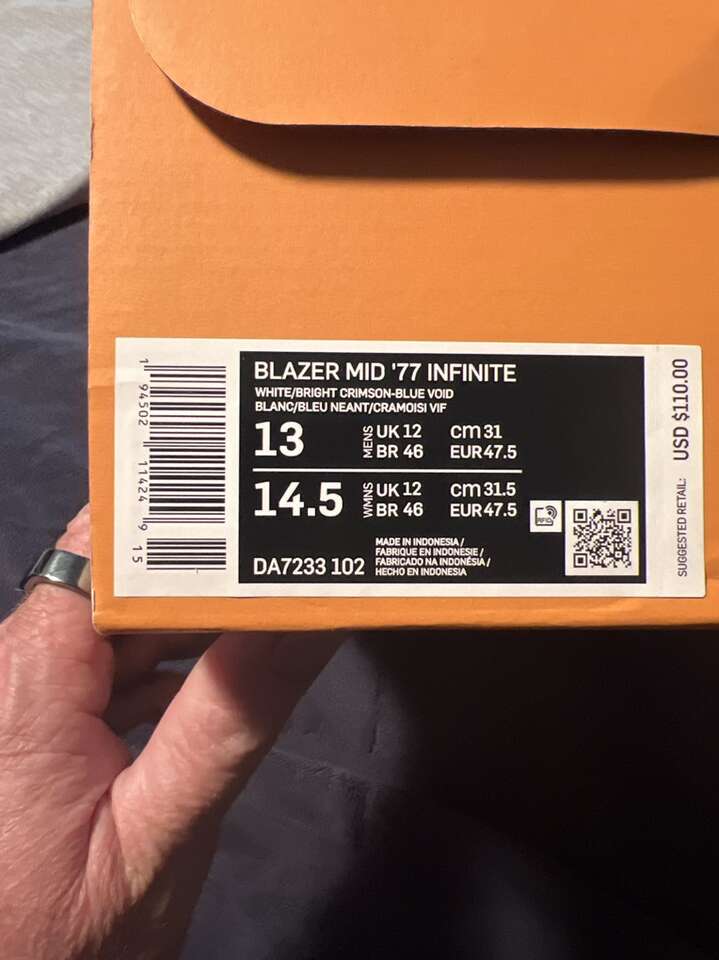 BLAZER MID '77 INFINITE
WHITE/BRIGHT CRIMSON-BLUE VOID
BLANC/BLEU NEANT/CRAMOISI VIF
13
MENS
UK 12
cm 31
BR 46
EUR 47.5
14.5
WMNS
UK 12
cm 31.5
BR 46
EUR 47.5
DA7233 102
MADE IN INDONESIA /
FABRIQUE EN INDONESIE /
FABRICADO NA INDONÉSIA /
HECHO EN INDONESIA
RFID
1 94502 11424 9 15
SUGGESTED RETAIL: USD $110.00